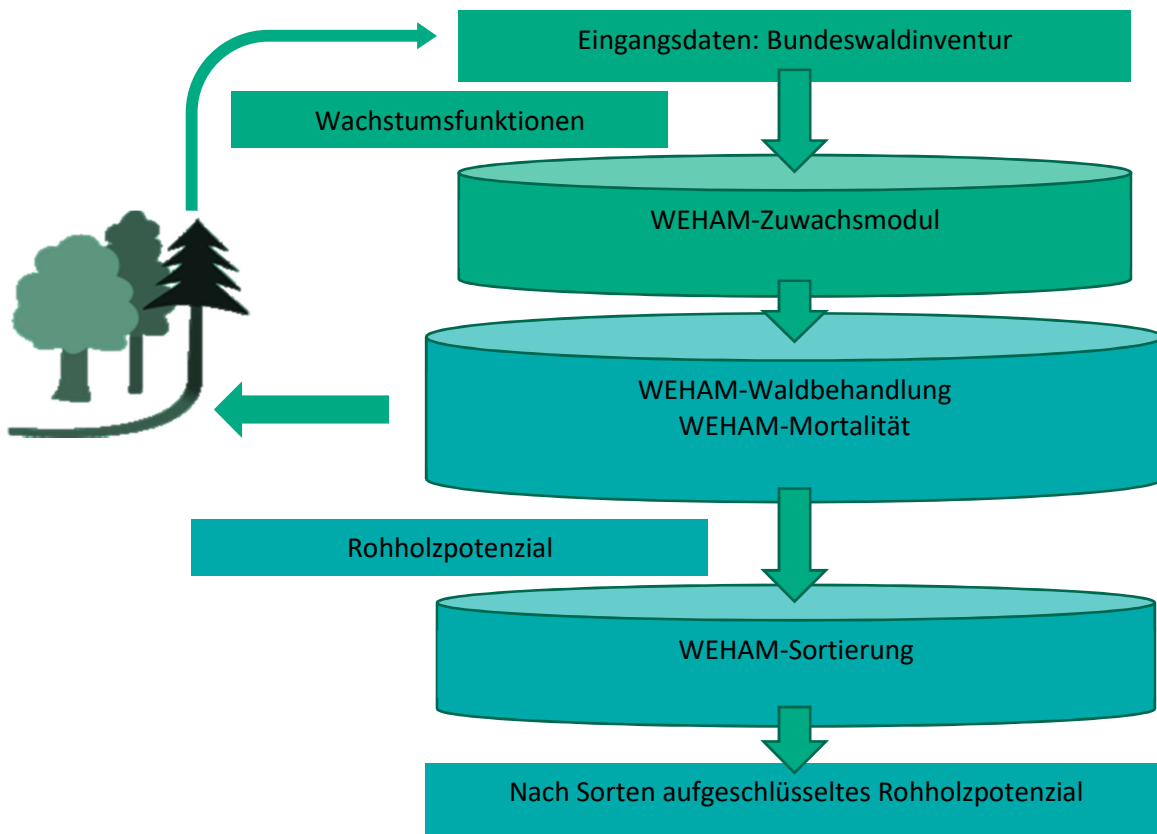 Eingangsdaten: Bundeswaldinventur
Wachstumsfunktionen
WEHAM-Zuwachsmodul
WEHAM-Waldbehandlung
WEHAM-Mortalität
Rohholzpotenzial
WEHAM-Sortierung
Nach Sorten aufgeschlüsseltes Rohholzpotenzial